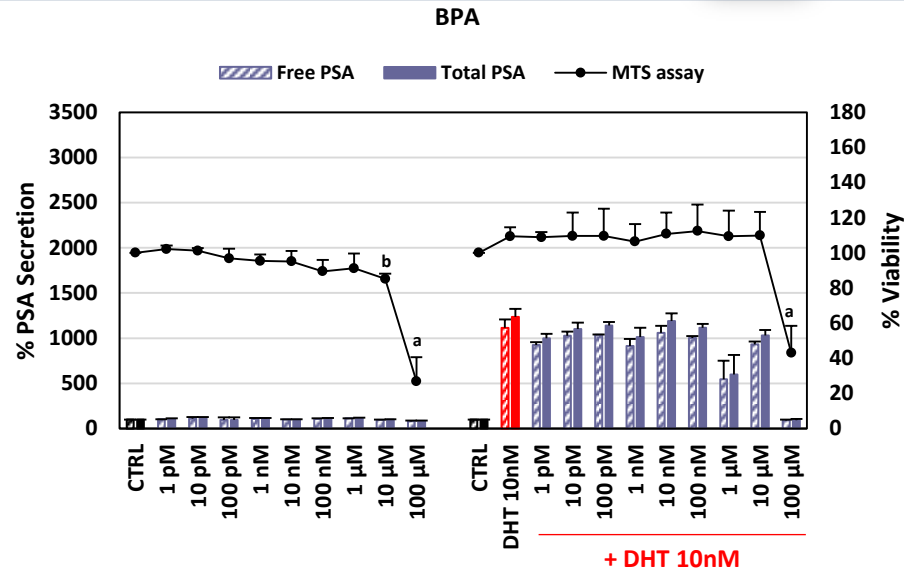 BPA
Free PSA Total PSA MTS assay
% PSA Secretion
3500
3000
2500
2000
1500
1000
500
0
180
160
140
120
100
80
60
40
20
0
% Viability
b
a
a
CTRL
1 pM
10 pM
100 pM
1 nM
10 nM
100 nM
1 µM
10 µM
100 µM
CTRL
DHT 10nM
1 pM
10 pM
100 pM
1 nM
10 nM
100 nM
1 µM
10 µM
100 µM
+ DHT 10nM